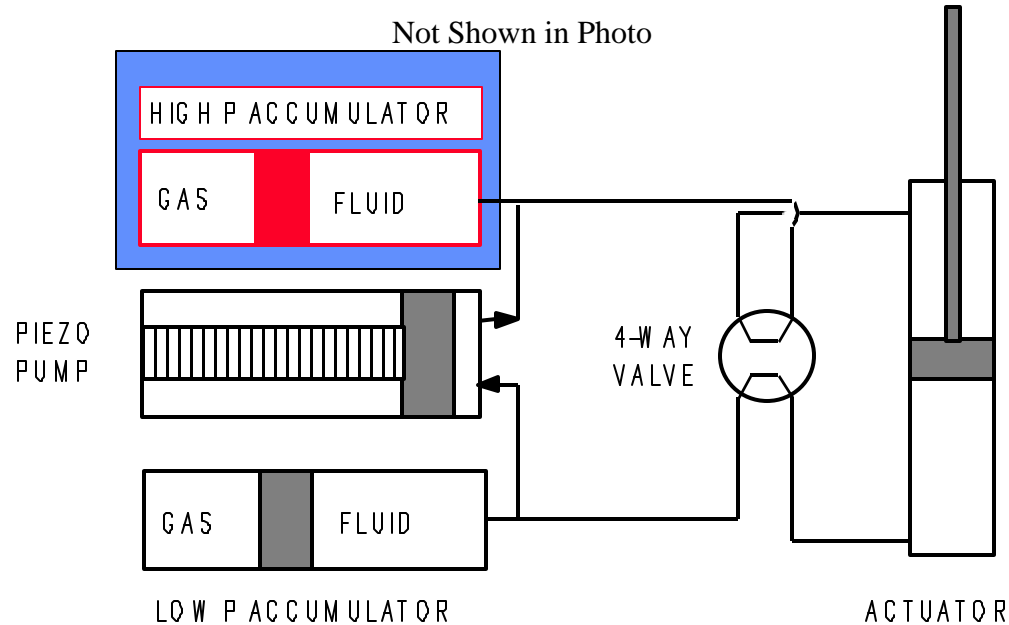 Not Shown in Photo
HIGH P ACCUMULATOR
GAS FLUID
PIEZO
PUMP
4-WAY
VALVE
GAS FLUID
LOW P ACCUMULATOR
ACTUATOR